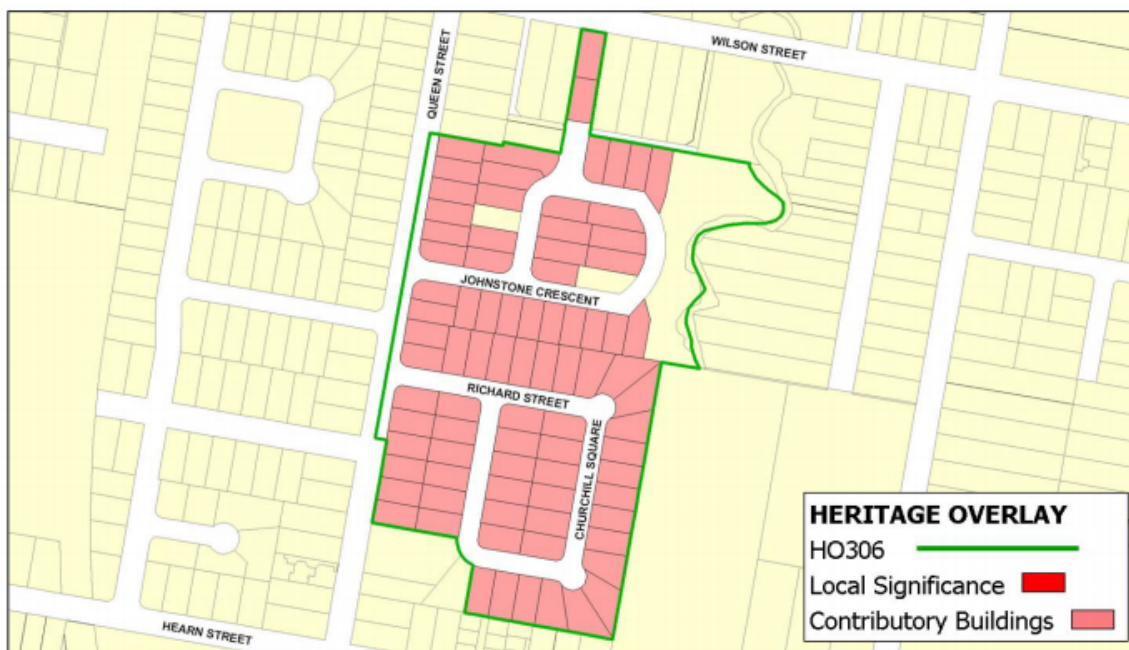 WILSON STREET
QUEEN STREET
JOHNSTONE CRESCENT
RICHARD STREET
CHURCHILL SQUARE
HEARN STREET
HERITAGE OVERLAY
HO306
Local Significance
Contributory Buildings